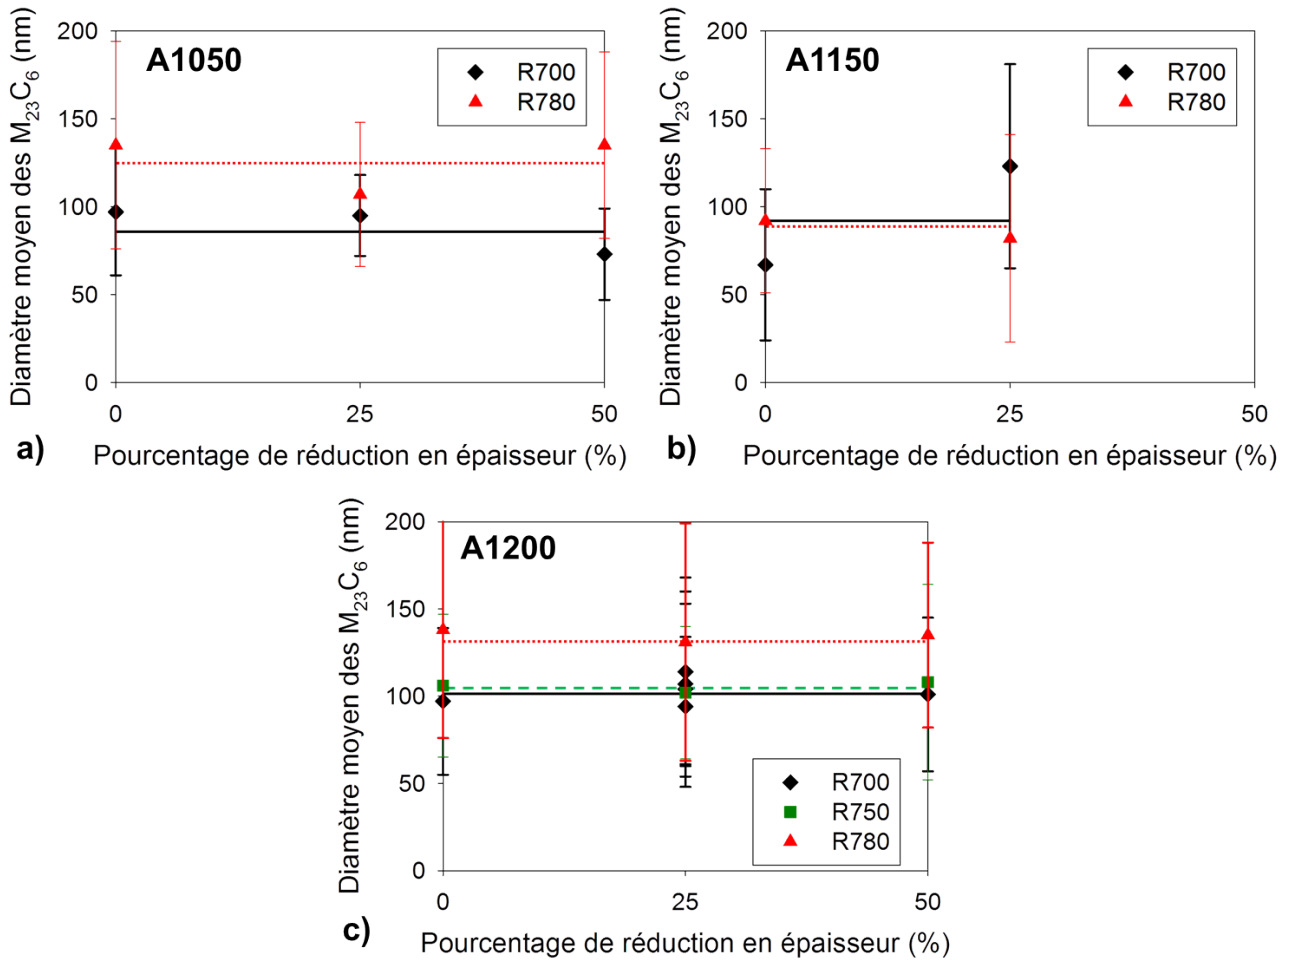 A1050
R700
R780
Diamètre moyen des M23C6 (nm)
200
150
100
50
0
0 25 50
Pourcentage de réduction en épaisseur (%)
a)
A1150
R700
R780
Diamètre moyen des M23C6 (nm)
200
150
100
50
0
0 25 50
Pourcentage de réduction en épaisseur (%)
b)
A1200
R700
R750
R780
Diamètre moyen des M23C6 (nm)
200
150
100
50
0
0 25 50
Pourcentage de réduction en épaisseur (%)
c)